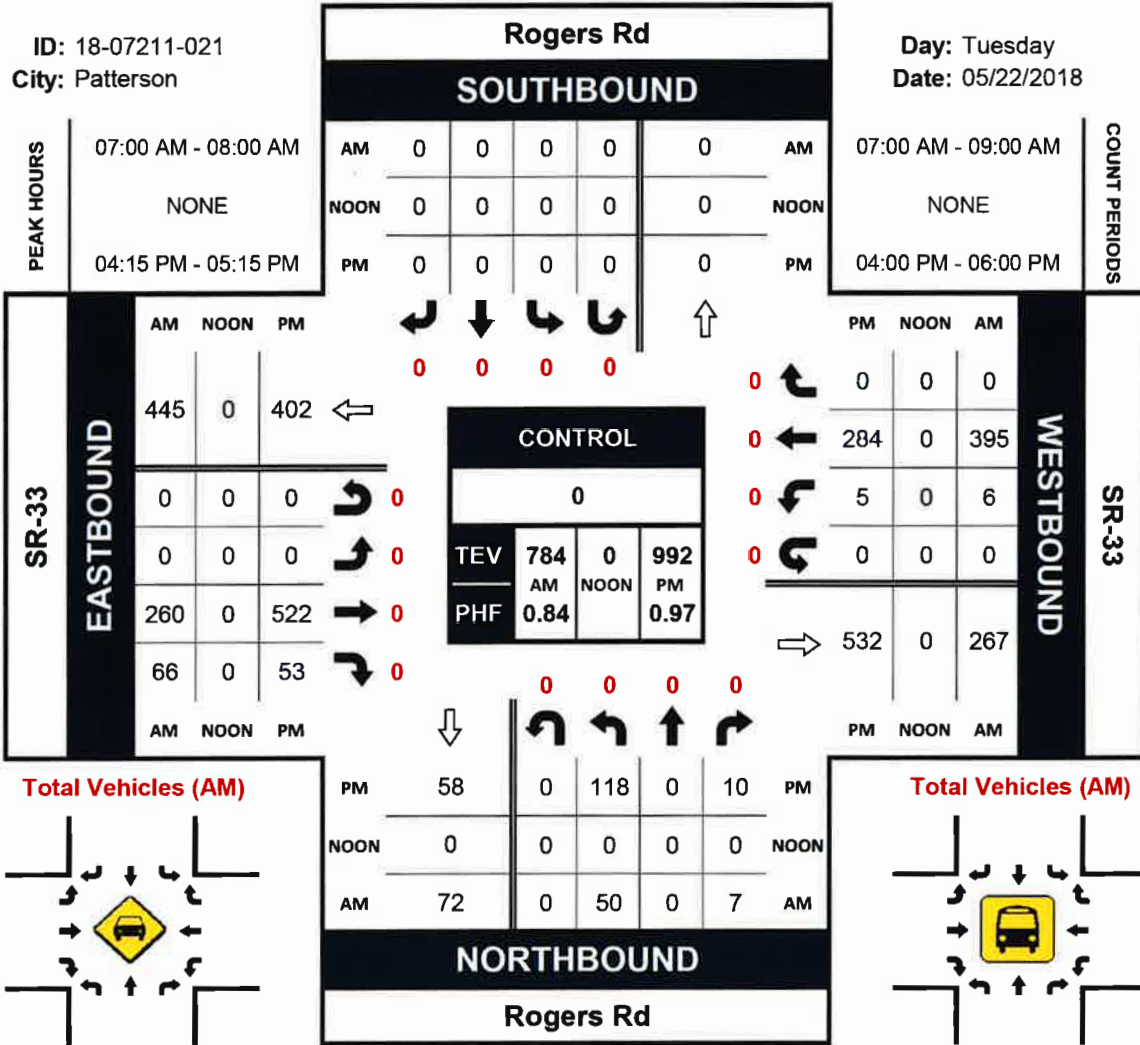 ID: 18-07211-021
City: Patterson
Rogers Rd
SOUTHBOUND
Day: Tuesday
Date: 05/22/2018
PEAK HOURS
07:00 AM - 08:00 AM
NONE
04:15 PM - 05:15 PM
AM 0 0 0 0 0 AM
NOON 0 0 0 0 0 NOON
PM 0 0 0 0 0 PM
0 0 0 0
07:00 AM - 09:00 AM
NONE
04:00 PM - 06:00 PM
COUNT PERIODS
SR-33
EASTBOUND
AM NOON PM
445 0 402
0 0 0 0
0 0 0 0
260 0 522 0
66 0 53 0
AM NOON PM
CONTROL
0
TEV 784 0 992
AM NOON PM
PHF 0.84 0.97
PM NOON AM
0 0 0 0
0 284 0 395
0 5 0 6
0 0 0 0
532 0 267
PM NOON AM
WESTBOUND
SR-33
0 0 0 0
PM 58 0 118 0 10 PM
NOON 0 0 0 0 0 NOON
AM 72 0 50 0 7 AM
NORTHBOUND
Rogers Rd
Total Vehicles (AM)
Total Vehicles (AM)